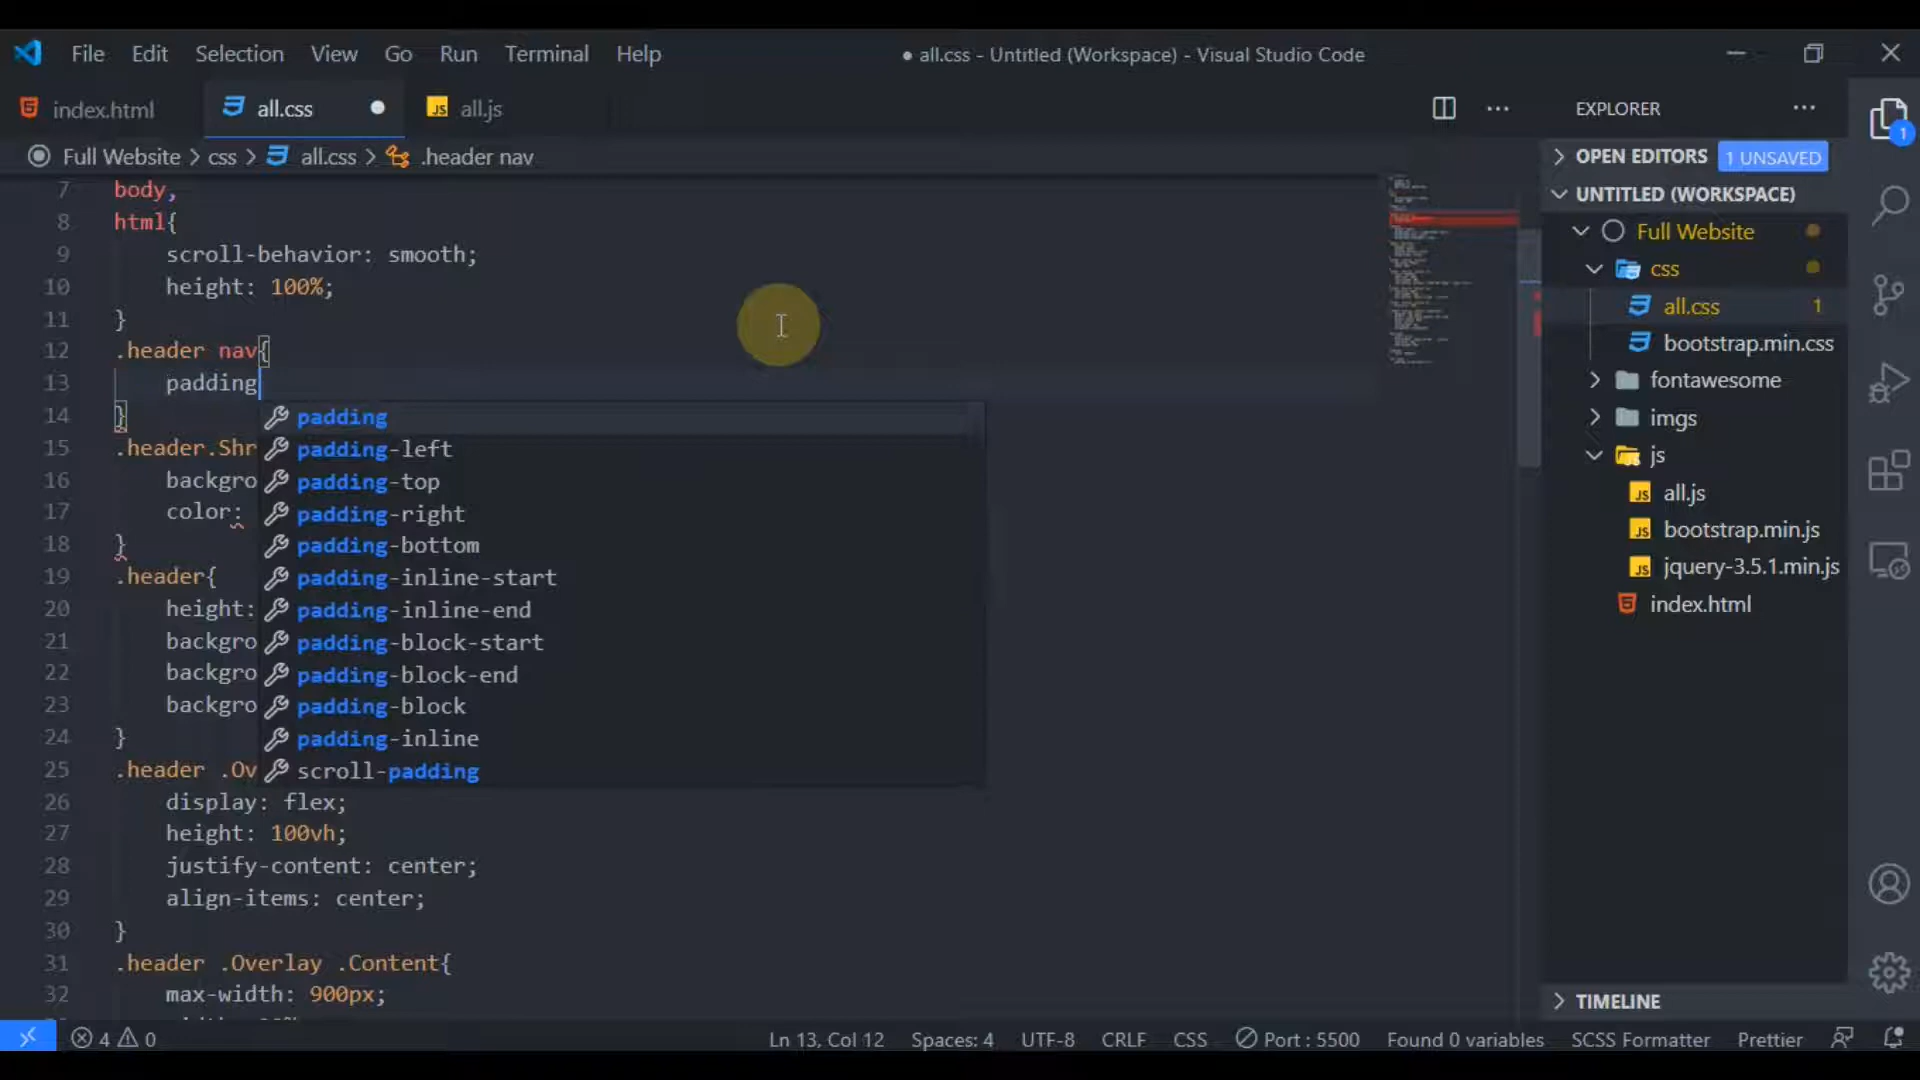 File Edit Selection View Go Run Terminal Help
● all.css - Untitled (Workspace) - Visual Studio Code
index.html all.css ● JS all.js
EXPLORER
Full Website > css > all.css > .header nav
OPEN EDITORS 1 UNSAVED
UNTITLED (WORKSPACE)
Full Website
css
all.css 1
bootstrap.min.css
fontawesome
imgs
js
JS all.js
JS bootstrap.min.js
JS jquery-3.5.1.min.js
index.html
TIMELINE
1
7 body,
8 html{
9 scroll-behavior: smooth;
10 height: 100%;
11 }
12 .header nav{
13 padding
14 }
15 .header.Shr
16 backgro
17 color:
18 }
19 .header{
20 height:
21 backgro
22 backgro
23 backgro
24 }
25 .header .Ov
26 display: flex;
27 height: 100vh;
28 justify-content: center;
29 align-items: center;
30 }
31 .header .Overlay .Content{
32 max-width: 900px;
padding
padding-left
padding-top
padding-right
padding-bottom
padding-inline-start
padding-inline-end
padding-block-start
padding-block-end
padding-block
padding-inline
scroll-padding
4 0 Ln 13, Col 12 Spaces: 4 UTF-8 CRLF CSS Port : 5500 Found 0 variables SCSS Formatter Prettier